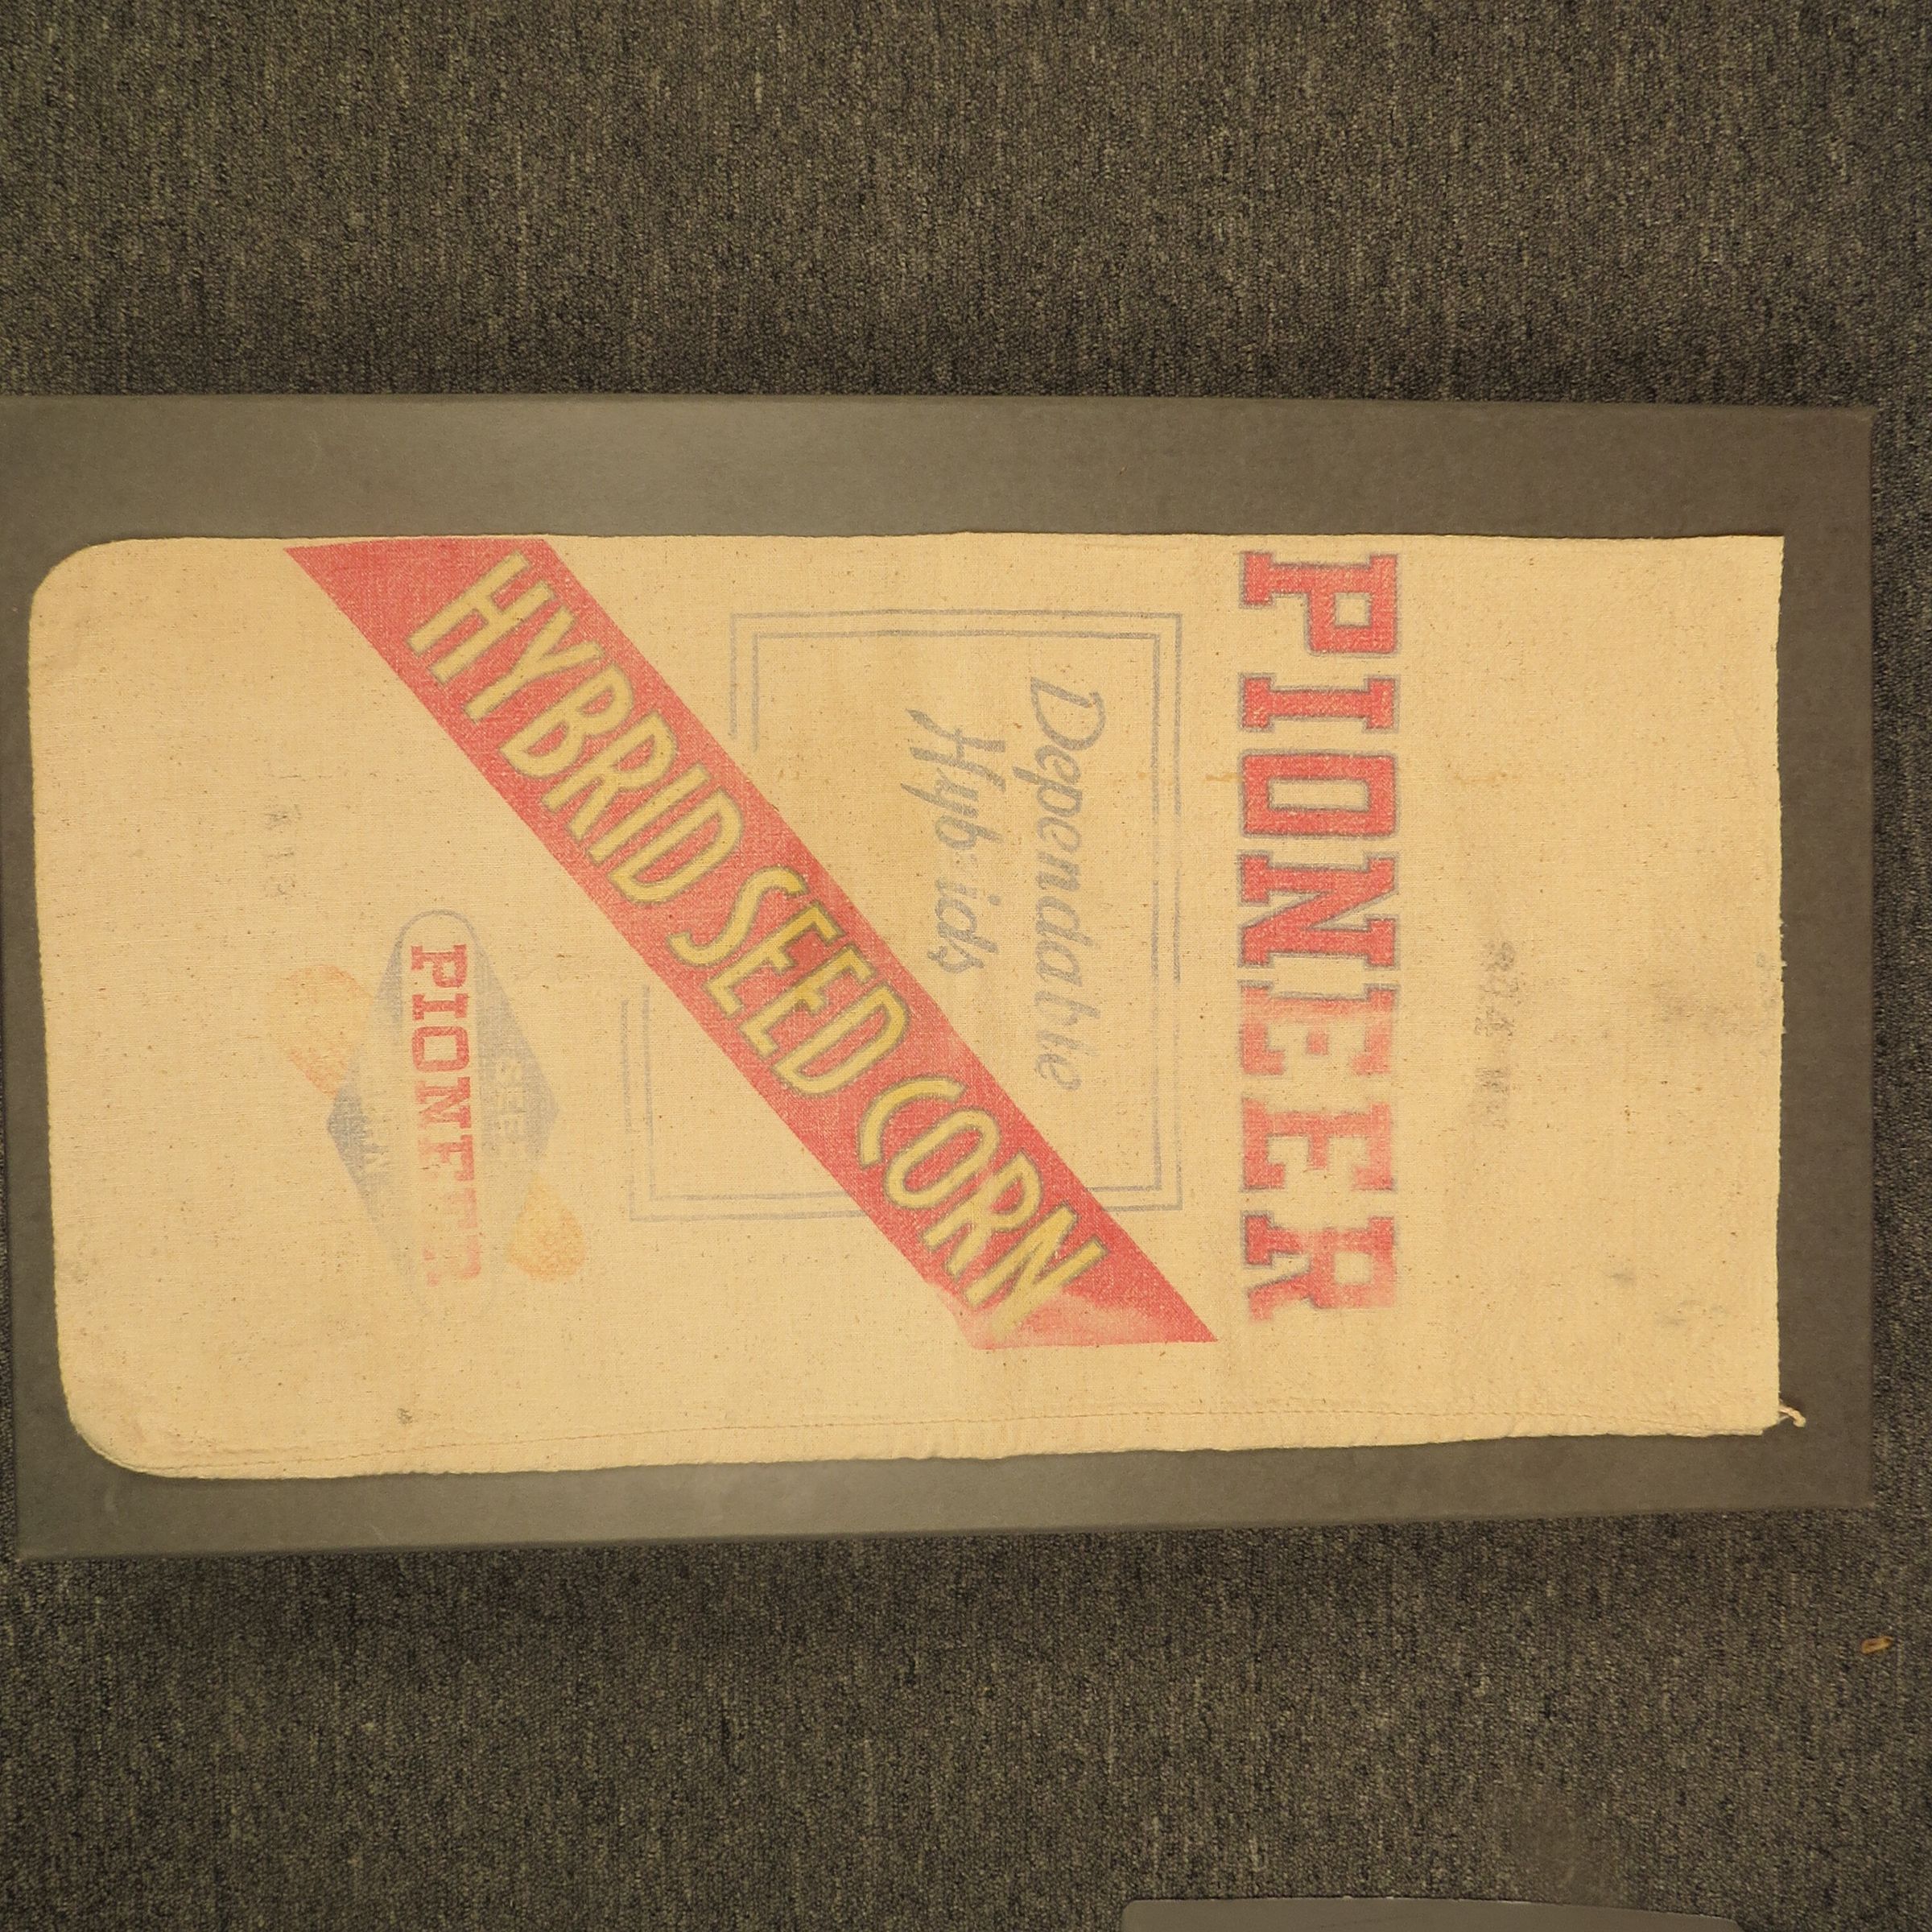 PIONEER
Dependable
Hybrids
HYBRID SEED CORN
PIONEER